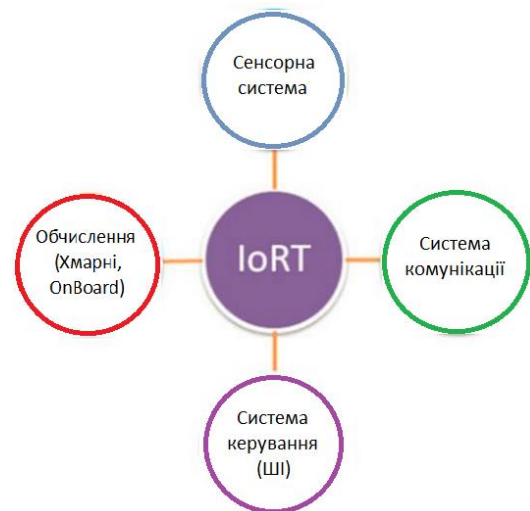 Сенсорна
система
Обчислення
(Хмарні,
OnBoard)
IoRT
Система
комунікації
Система
керування
(ШІ)